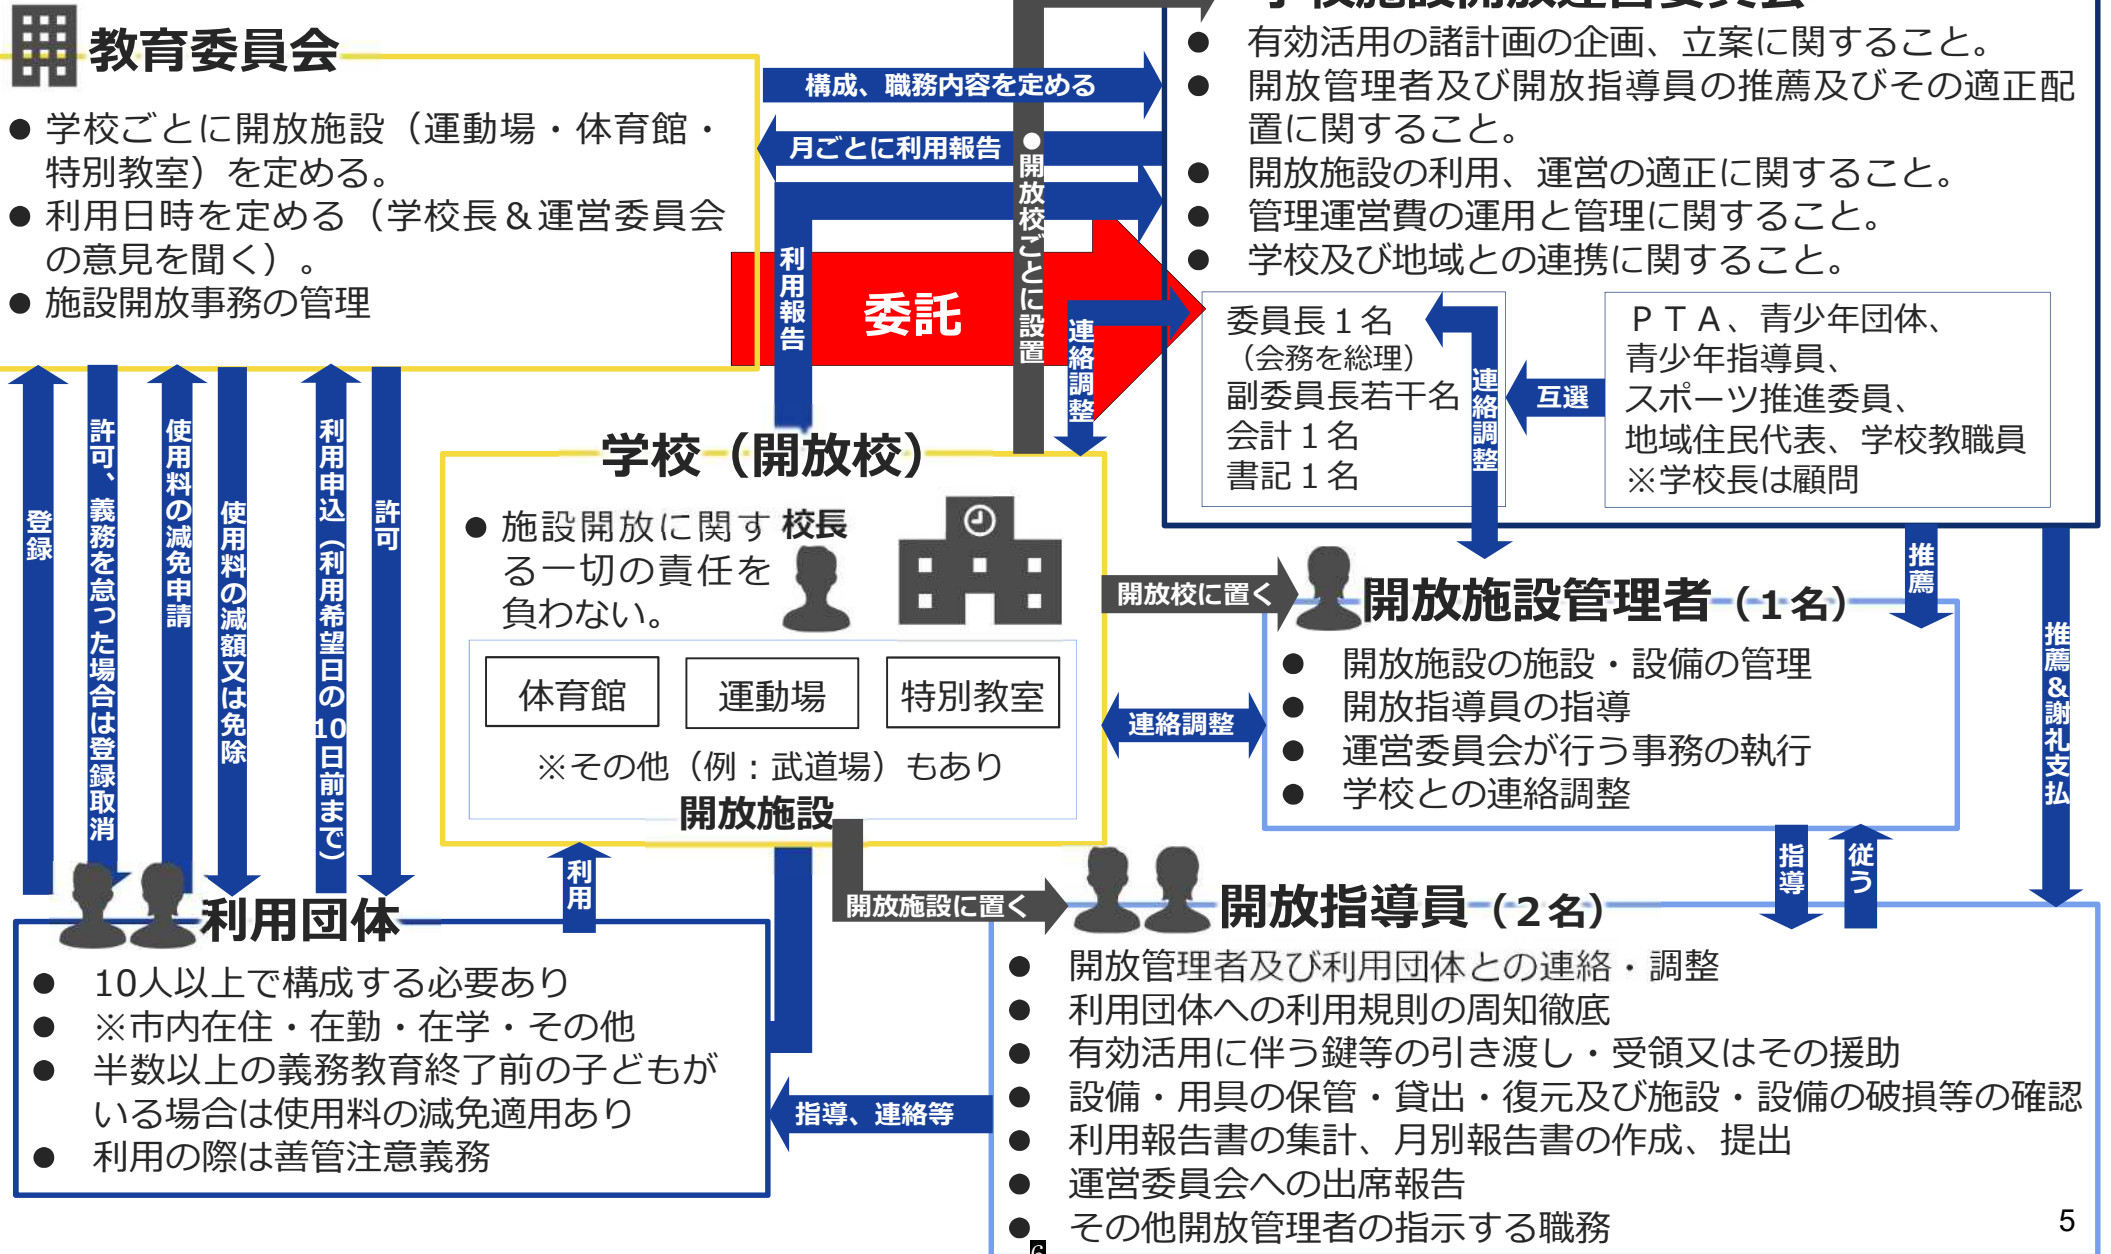 教育委員会
● 学校ごとに開放施設（運動場・体育館・
特別教室）を定める。
● 利用日時を定める（学校長＆運営委員会
の意見を聞く）。
● 施設開放事務の管理
構成、職務内容を定める
月ごとに利用報告
利用報告
委託
●開放校ごとに設置
連絡調整
学校施設開放運営委員会
● 有効活用の諸計画の企画、立案に関すること。
● 開放管理者及び開放指導員の推薦及びその適正配
置に関すること。
● 開放施設の利用、運営の適正に関すること。
● 管理運営費の運用と管理に関すること。
● 学校及び地域との連携に関すること。
委員長１名
（会務を総理）
副委員長若干名
会計１名
書記１名
連絡調整
互選
ＰＴＡ、青少年団体、
青少年指導員、
スポーツ推進委員、
地域住民代表、学校教職員
※学校長は顧問
登録
許可、義務を怠った場合は登録取消
使用料の減免申請
使用料の減額又は免除
利用申込（利用希望日の10日前まで）
許可
学校（開放校）
● 施設開放に関す
る一切の責任を
負わない。
校長
体育館
運動場
特別教室
※その他（例：武道場）もあり
開放施設
開放校に置く
連絡調整
開放施設管理者（１名）
● 開放施設の施設・設備の管理
● 開放指導員の指導
● 運営委員会が行う事務の執行
● 学校との連絡調整
推薦
推薦&謝礼支払
指導
従う
利用
開放施設に置く
利用団体
● 10人以上で構成する必要あり
● ※市内在住・在勤・在学・その他
● 半数以上の義務教育終了前の子どもが
いる場合は使用料の減免適用あり
● 利用の際は善管注意義務
指導、連絡等
開放指導員（２名）
● 開放管理者及び利用団体との連絡・調整
● 利用団体への利用規則の周知徹底
● 有効活用に伴う鍵等の引き渡し・受領又はその援助
● 設備・用具の保管・貸出・復元及び施設・設備の破損等の確認
● 利用報告書の集計、月別報告書の作成、提出
● 運営委員会への出席報告
● その他開放管理者の指示する職務
5